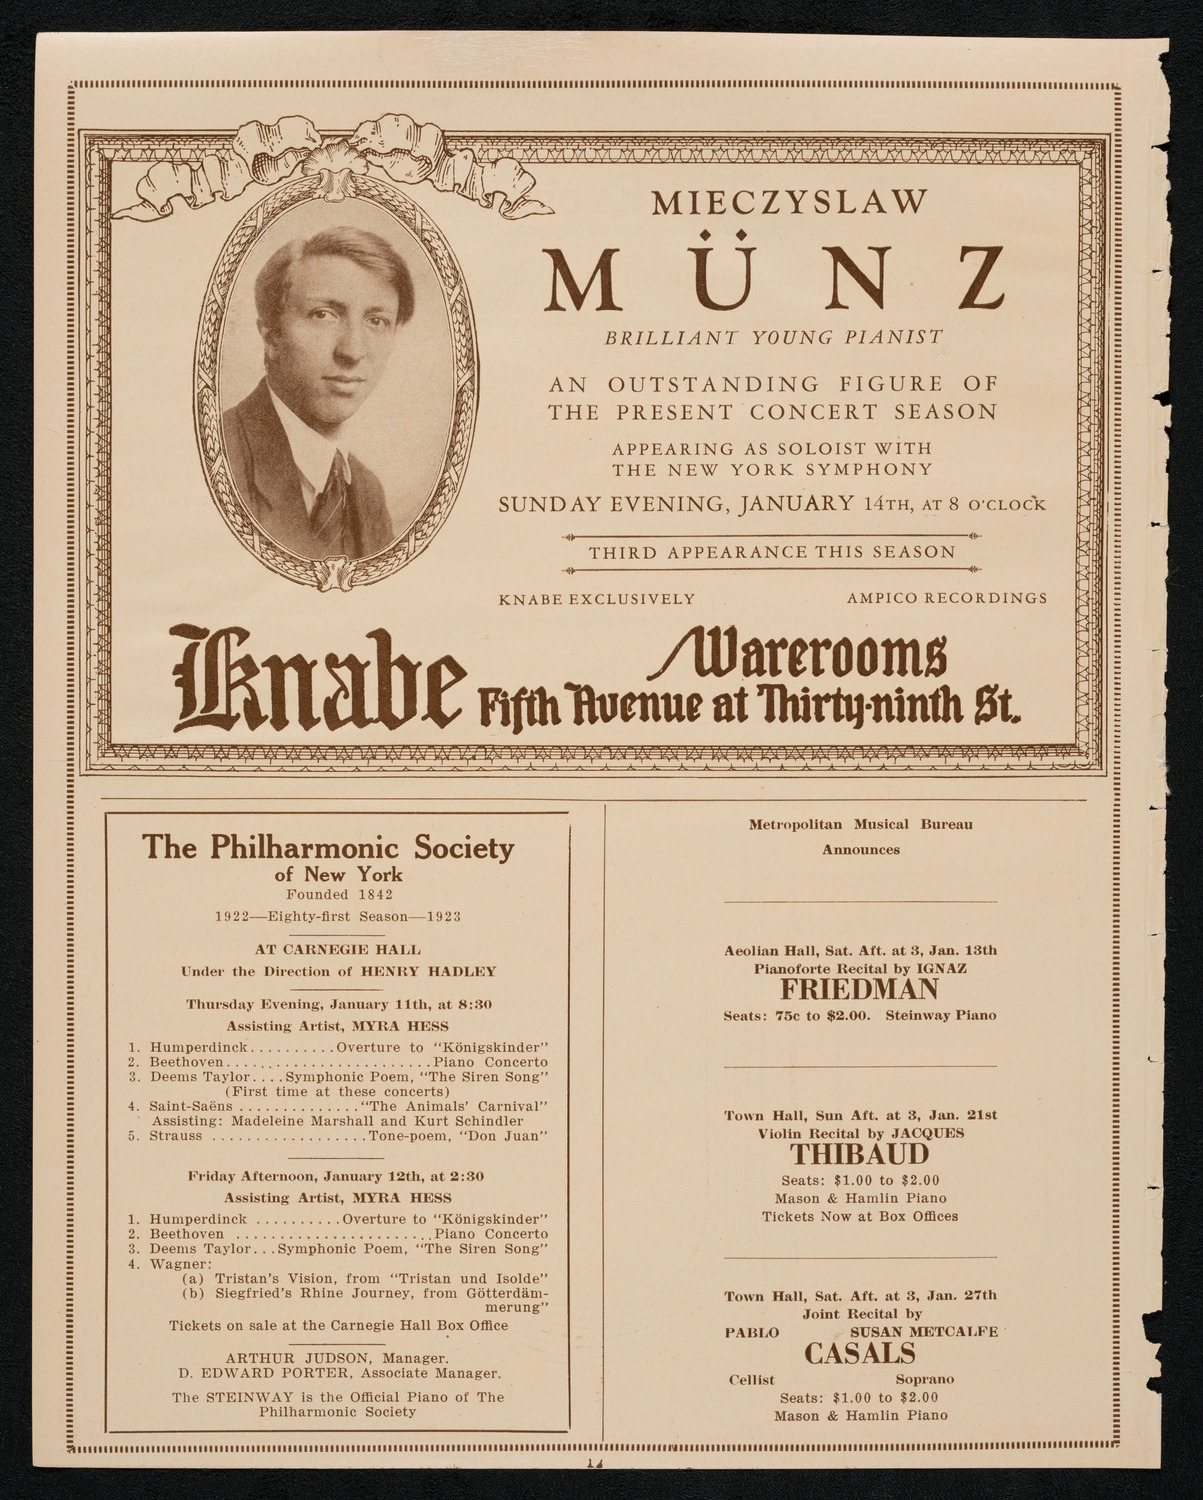 MIECZYSLAW
MÜNZ
BRILLIANT YOUNG PIANIST
AN OUTSTANDING FIGURE OF
THE PRESENT CONCERT SEASON
APPEARING AS SOLOIST WITH
THE NEW YORK SYMPHONY
SUNDAY EVENING, JANUARY 14TH, AT 8 O'CLOCK
THIRD APPEARANCE THIS SEASON
KNABE EXCLUSIVELY AMPICO RECORDINGS
Knabe Warerooms
Fifth Avenue at Thirty-ninth St.
The Philharmonic Society
of New York
Founded 1842
1922—Eighty-first Season—1923
AT CARNEGIE HALL
Under the Direction of HENRY HADLEY
Thursday Evening, January 11th, at 8:30
Assisting Artist, MYRA HESS
1. Humperdinck..........Overture to "Königskinder"
2. Beethoven........................Piano Concerto
3. Deems Taylor....Symphonic Poem, "The Siren Song"
(First time at these concerts)
4. Saint-Saëns ..............."The Animals' Carnival"
Assisting: Madeleine Marshall and Kurt Schindler
5. Strauss ..................Tone-poem, "Don Juan"
Friday Afternoon, January 12th, at 2:30
Assisting Artist, MYRA HESS
1. Humperdinck ..........Overture to "Königskinder"
2. Beethoven .......................Piano Concerto
3. Deems Taylor...Symphonic Poem, "The Siren Song"
4. Wagner:
(a) Tristan's Vision, from "Tristan und Isolde"
(b) Siegfried's Rhine Journey, from Götterdäm-
merung"
Tickets on sale at the Carnegie Hall Box Office
ARTHUR JUDSON, Manager.
D. EDWARD PORTER, Associate Manager.
The STEINWAY is the Official Piano of The
Philharmonic Society
Metropolitan Musical Bureau
Announces
Aeolian Hall, Sat. Aft. at 3, Jan. 13th
Pianoforte Recital by IGNAZ
FRIEDMAN
Seats: 75c to $2.00. Steinway Piano
Town Hall, Sun Aft. at 3, Jan. 21st
Violin Recital by JACQUES
THIBAUD
Seats: $1.00 to $2.00
Mason & Hamlin Piano
Tickets Now at Box Offices
Town Hall, Sat. Aft. at 3, Jan. 27th
Joint Recital by
PABLO SUSAN METCALFE
CASALS
Cellist Soprano
Seats: $1.00 to $2.00
Mason & Hamlin Piano